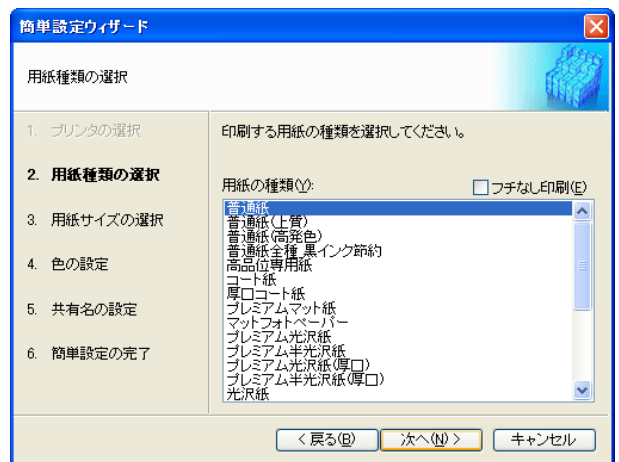 簡単設定ウィザード
用紙種類の選択
1. プリンタの選択
2. 用紙種類の選択
3. 用紙サイズの選択
4. 色の設定
5. 共有名の設定
6. 簡単設定の完了
印刷する用紙の種類を選択してください。
用紙の種類(Y):
フチなし印刷(E)
普通紙
普通紙(上質)
普通紙(高発色)
普通紙全種_黒インク節約
高品位専用紙
コート紙
厚口コート紙
プレミアムマット紙
マットフォトペーパー
プレミアム光沢紙
プレミアム半光沢紙
プレミアム光沢紙(厚口)
プレミアム半光沢紙(厚口)
光沢紙
< 戻る(B)
次へ(N) >
キャンセル